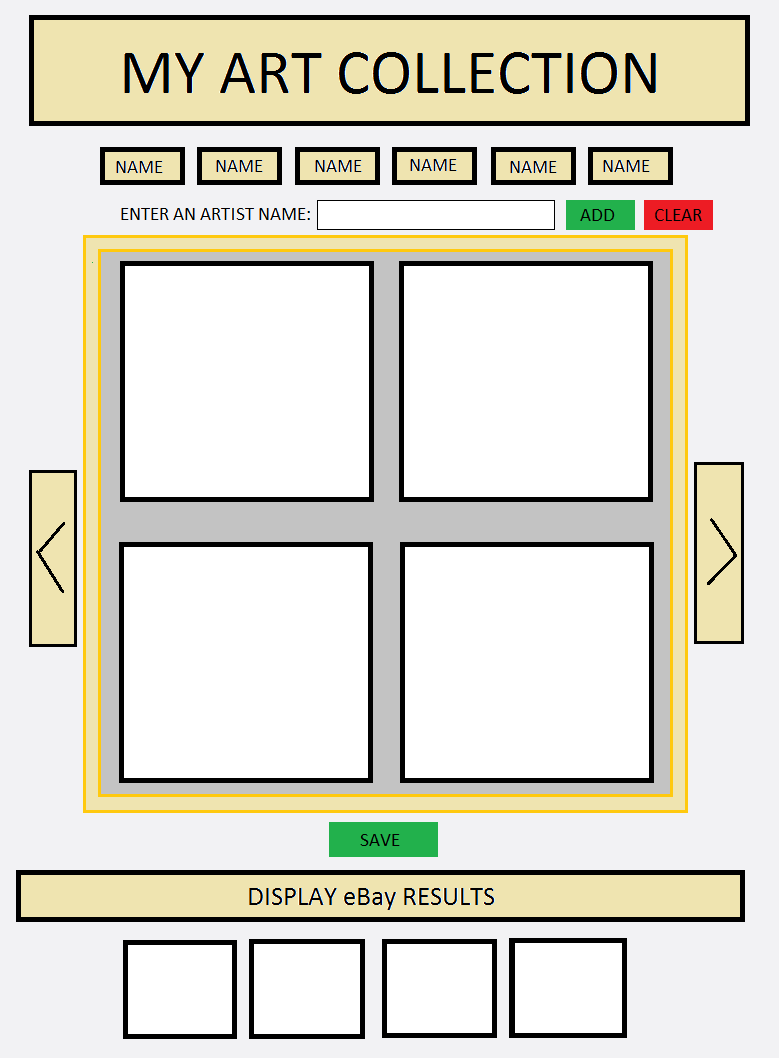 MY ART COLLECTION
NAME NAME NAME NAME NAME NAME
ENTER AN ARTIST NAME: ADD CLEAR
SAVE
DISPLAY eBay RESULTS